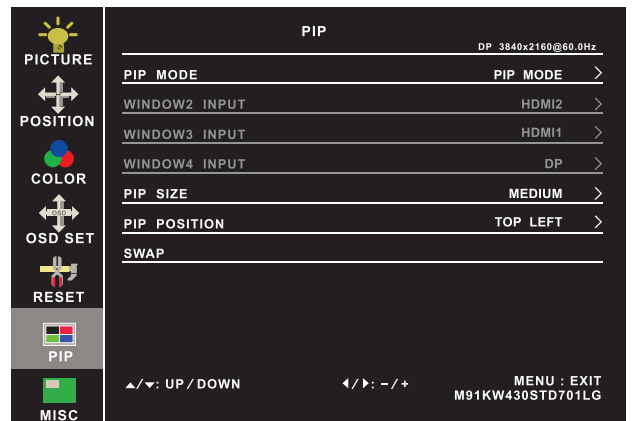 PICTURE
POSITION
COLOR
OSD
OSD SET
RESET
PIP
MISC
PIP
DP 3840x2160@60.0Hz
PIP MODE PIP MODE >
WINDOW2 INPUT HDMI2 >
WINDOW3 INPUT HDMI1 >
WINDOW4 INPUT DP >
PIP SIZE MEDIUM >
PIP POSITION TOP LEFT >
SWAP
▲/▼: UP/DOWN ◀/▶: -/+ MENU : EXIT
M91KW430STD701LG